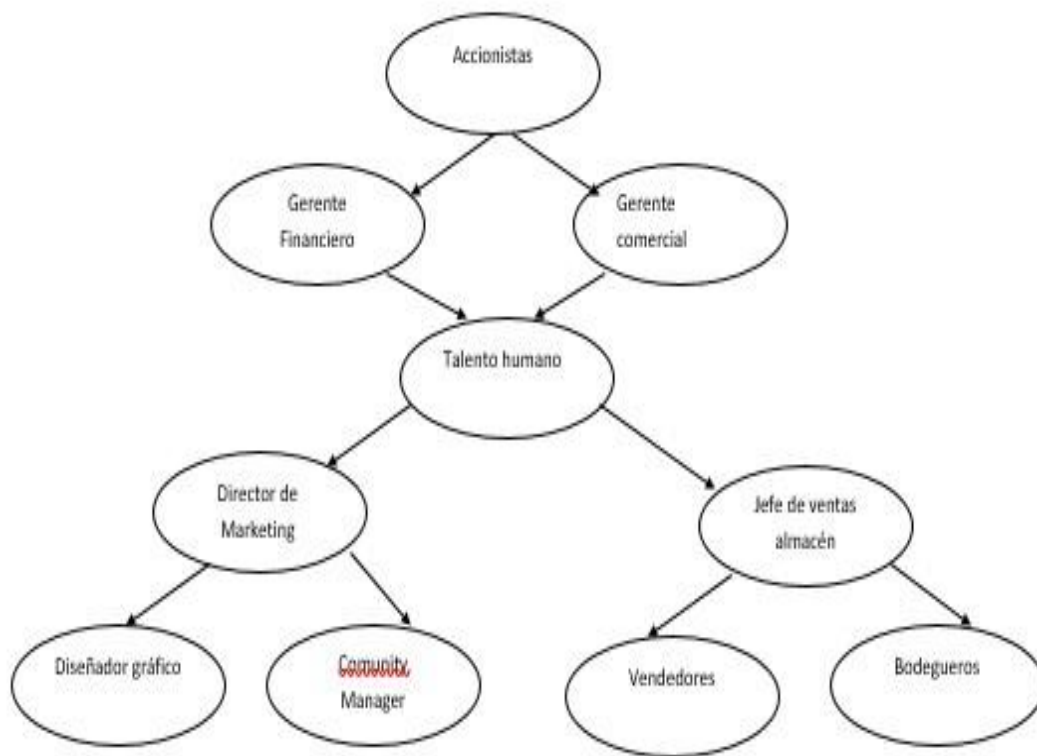 Accionistas
Gerente
Financiero
Gerente
comercial
Talento humano
Director de
Marketing
Jefe de ventas
almacén
Diseñador gráfico
Comunity
Manager
Vendedores
Bodegueros